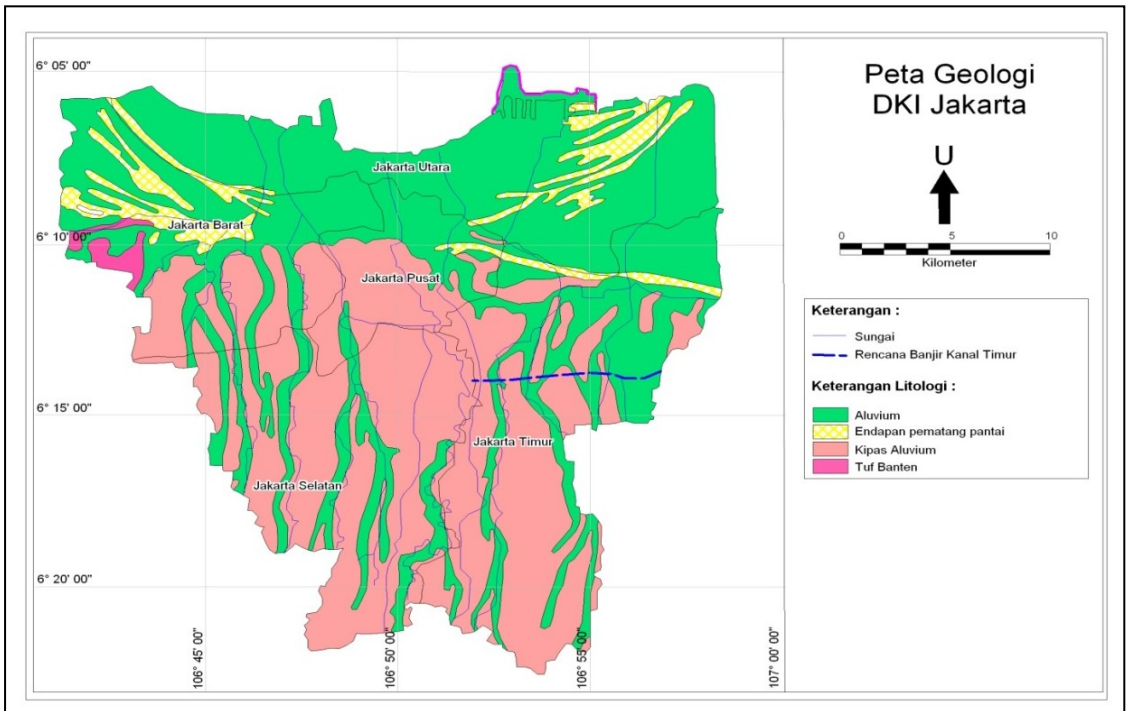 Peta Geologi
DKI Jakarta
U
0 5 10
Kilometer
Keterangan :
Sungai
Rencana Banjir Kanal Timur
Keterangan Litologi :
Aluvium
Endapan pematang pantai
Kipas Aluvium
Tuf Banten
6° 05' 00"
6° 10' 00"
6° 15' 00"
6° 20' 00"
106° 45' 00"
106° 50' 00"
106° 55' 00"
107° 00' 00"
Jakarta Utara
Jakarta Barat
Jakarta Pusat
Jakarta Timur
Jakarta Selatan